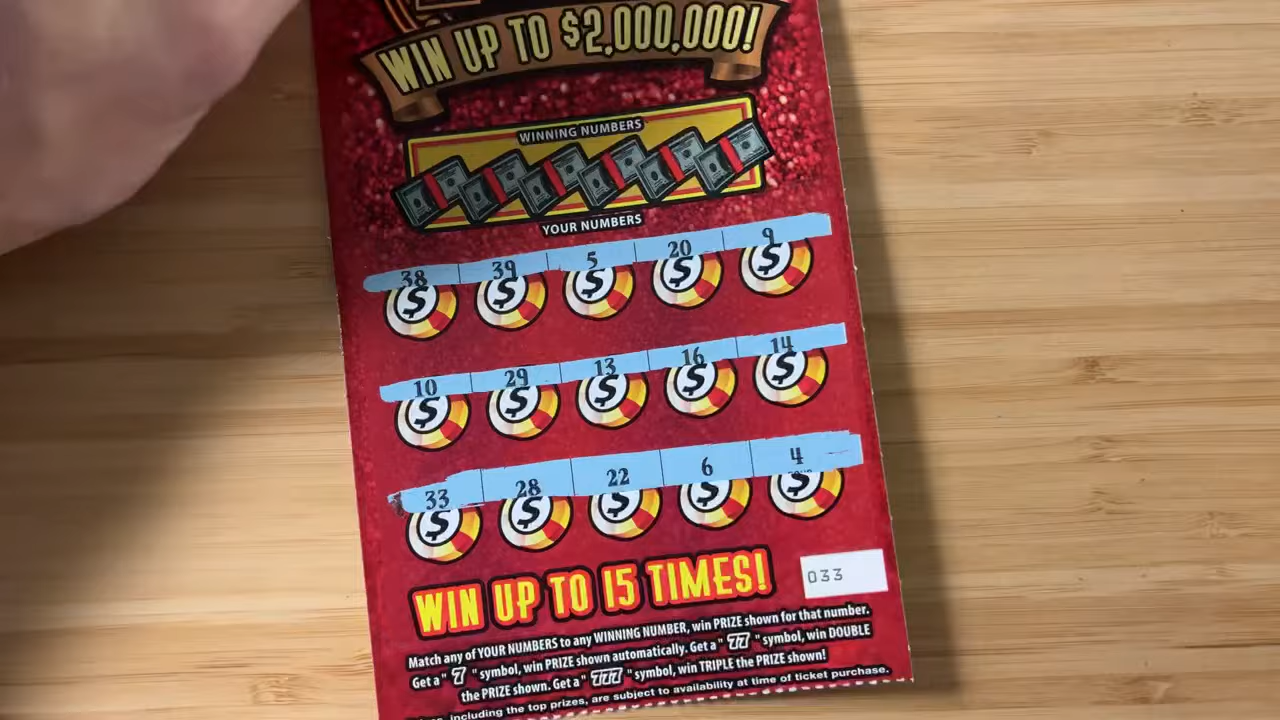 WIN UP TO $2,000,000!
WINNING NUMBERS
YOUR NUMBERS
38 39 5 20 9
$ $ $ $ $
10 29 13 16 14
$ $ $ $ $
33 28 22 6 4
$ $ $ $ $
WIN UP TO 15 TIMES!
033
Match any of YOUR NUMBERS to any WINNING NUMBER, win PRIZE shown for that number.
Get a "7" symbol, win PRIZE shown automatically. Get a "77" symbol, win DOUBLE
the PRIZE shown. Get a "777" symbol, win TRIPLE the PRIZE shown!
including the top prizes, are subject to availability at time of ticket purchase.